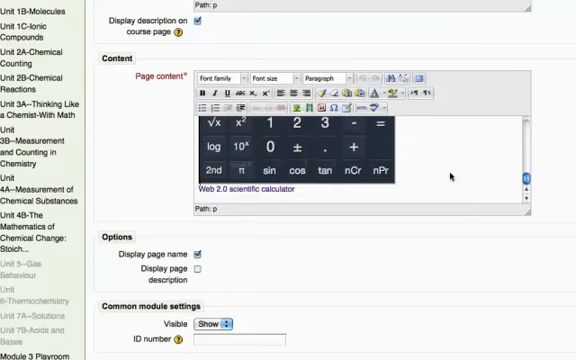 Path: p
Unit 1B-Molecules
Display description on
course page
Unit 1C-Ionic
Compounds
Unit 2A-Chemical
Counting
Content
Unit 2B-Chemical
Reactions
Page content*
Font family
Font size
Paragraph
Unit 3A--Thinking Like
a Chemist-With Math
B I U ABC X₂ X²
Unit
3B--Measurement
and Counting in
Chemistry
√x x² 1 2 3 - =
log 10ˣ 0 ± . +
2nd π sin cos tan nCr nPr
Web 2.0 scientific calculator
Path: p
Unit
4A--Measurement of
Chemical Substances
Unit 4B-The
Mathematics of
Chemical Change:
Stoich...
Options
Display page name
Display page
description
Unit 5--Gas
Behaviour
Unit
6-Thermochemistry
Common module settings
Unit 7A--Solutions
Visible Show
Unit 7B-Acids and
Bases
ID number
Module 3 Playroom